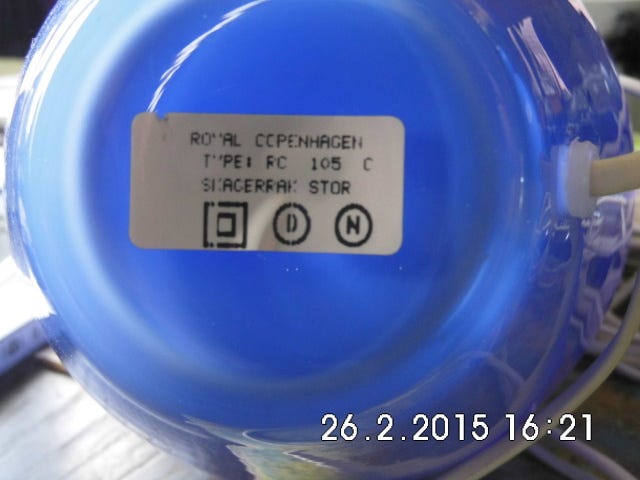 ROYAL COPENHAGEN
TYPE: RC 105 C
SKAGERRAK STOR
D N
26.2.2015 16:21